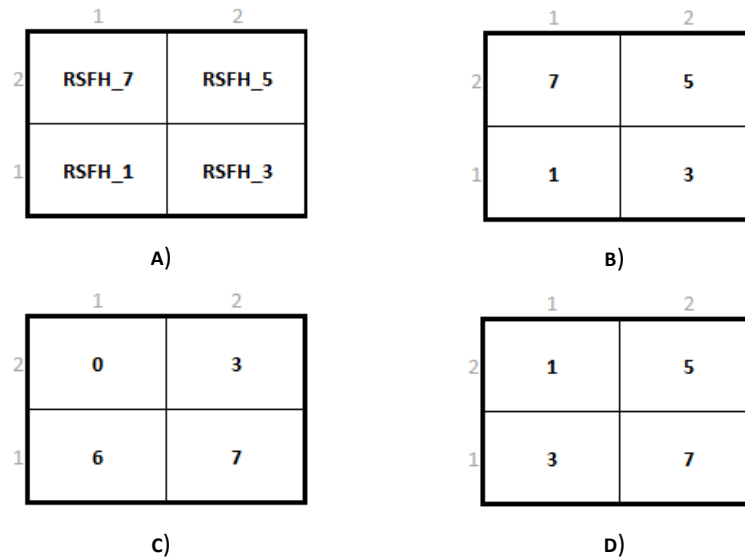 1 2
2 RSFH_7 RSFH_5
1 RSFH_1 RSFH_3
A)
1 2
2 7 5
1 1 3
B)
1 2
2 0 3
1 6 7
C)
1 2
2 1 5
1 3 7
D)